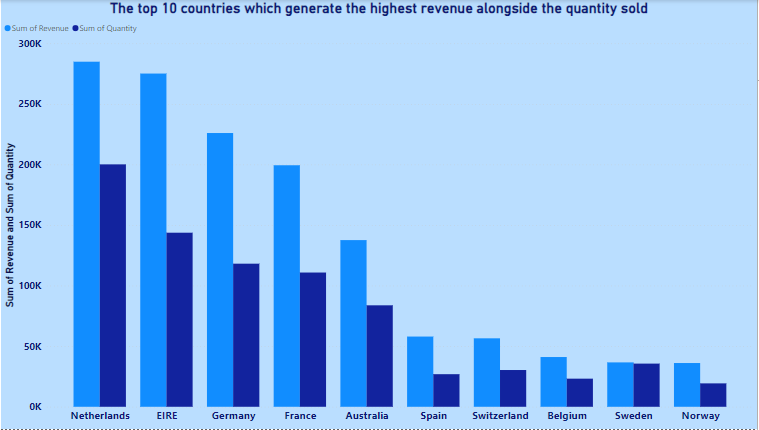 The top 10 countries which generate the highest revenue alongside the quantity sold
Sum of Revenue Sum of Quantity
300K
250K
200K
150K
100K
50K
0K
Sum of Revenue and Sum of Quantity
Netherlands EIRE Germany France Australia Spain Switzerland Belgium Sweden Norway